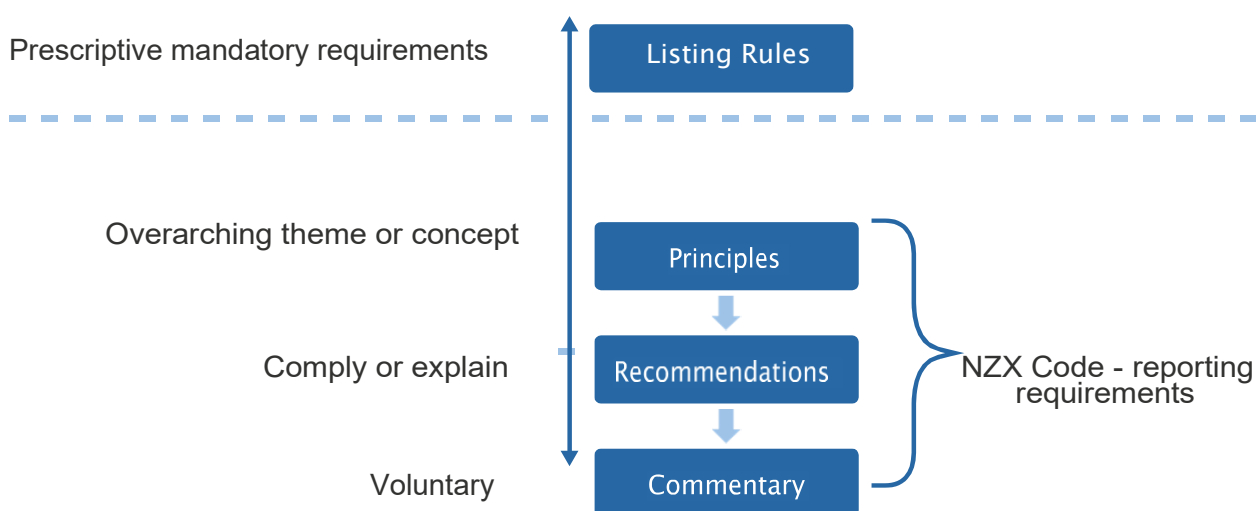 Prescriptive mandatory requirements
Listing Rules
Overarching theme or concept
Principles
Comply or explain
Recommendations
NZX Code - reporting
requirements
Voluntary
Commentary